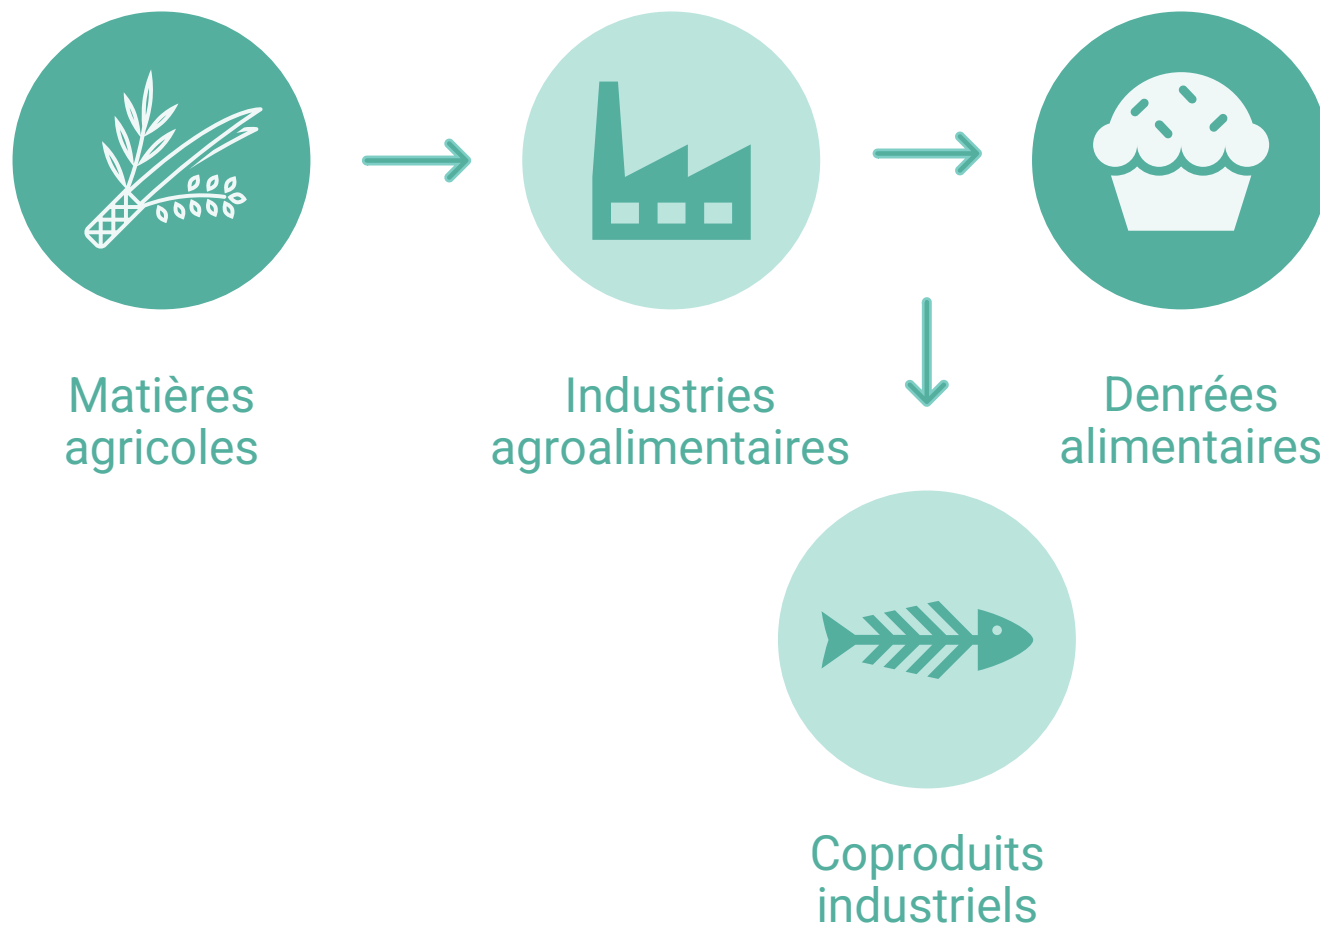 Matières
agricoles
Industries
agroalimentaires
Denrées
alimentaires
Coproduits
industriels